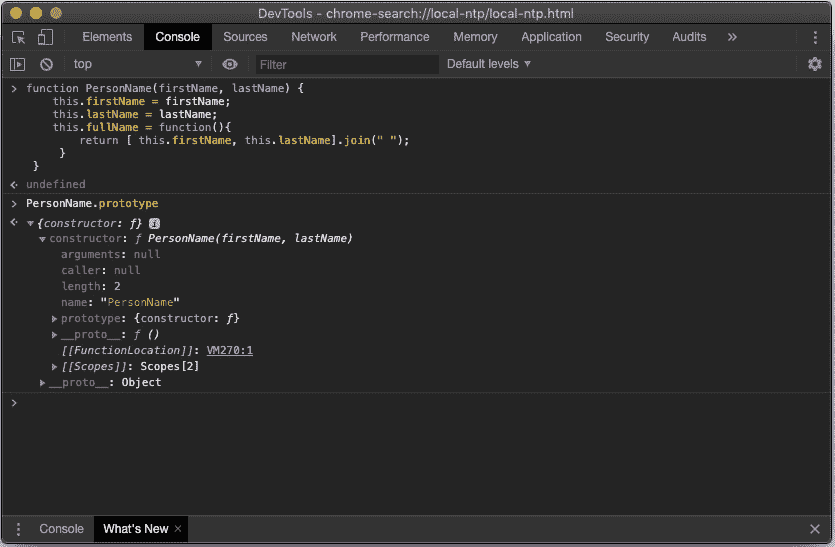 DevTools - chrome-search://local-ntp/local-ntp.html
Elements Console Sources Network Performance Memory Application Security Audits »
top ▼ Filter Default levels ▼
> function PersonName(firstName, lastName) {
    this.firstName = firstName;
    this.lastName = lastName;
    this.fullName = function(){
        return [ this.firstName, this.lastName].join(" ");
     }
 }
undefined
> PersonName.prototype
▼{constructor: ƒ} i
▼constructor: ƒ PersonName(firstName, lastName)
arguments: null
caller: null
length: 2
name: "PersonName"
▶prototype: {constructor: ƒ}
▶__proto__: ƒ ()
[[FunctionLocation]]: VM270:1
▶[[Scopes]]: Scopes[2]
▶__proto__: Object
>
Console What's New ×